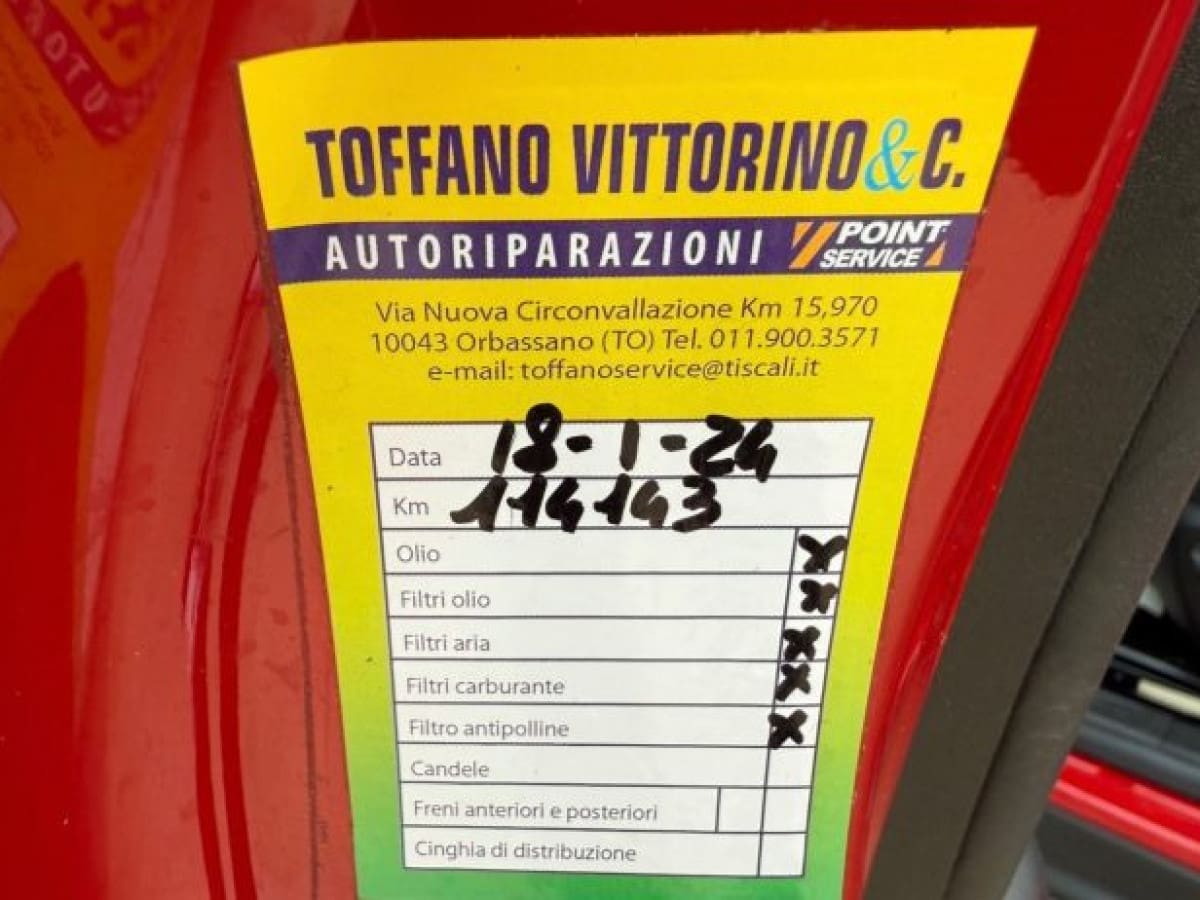 TOFFANO VITTORINO & C.
AUTORIPARAZIONI POINT SERVICE
Via Nuova Circonvallazione Km 15,970
10043 Orbassano (TO) Tel. 011.900.3571
e-mail: toffanoservice@tiscali.it
Data 18-1-24
Km 114143
Olio X
Filtri olio X
Filtri aria X
Filtri carburante X
Filtro antipolline X
Candele
Freni anteriori e posteriori
Cinghia di distribuzione